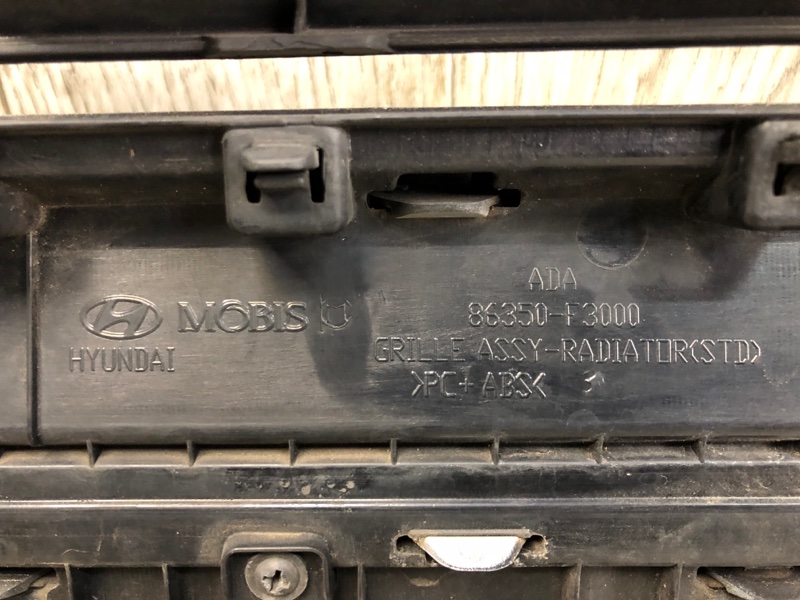 ADA
MOBIS
86350-F3000
HYUNDAI
GRILLE ASSY-RADIATOR(STD)
>PC+ABS<